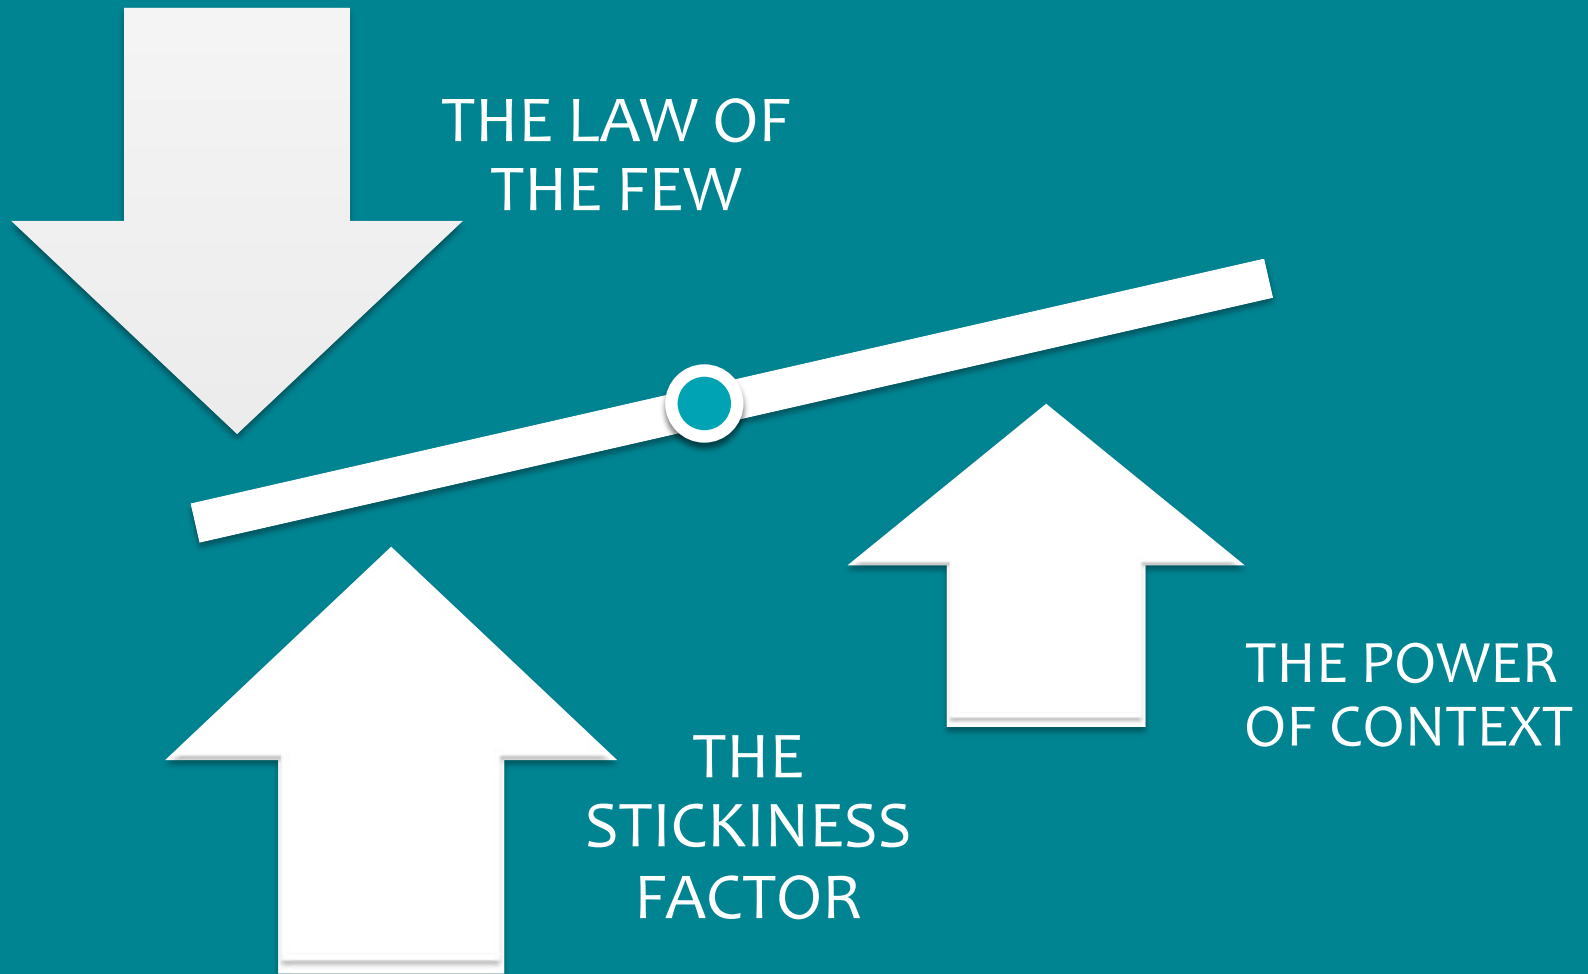 THE LAW OF
THE FEW
THE POWER
OF CONTEXT
THE
STICKINESS
FACTOR